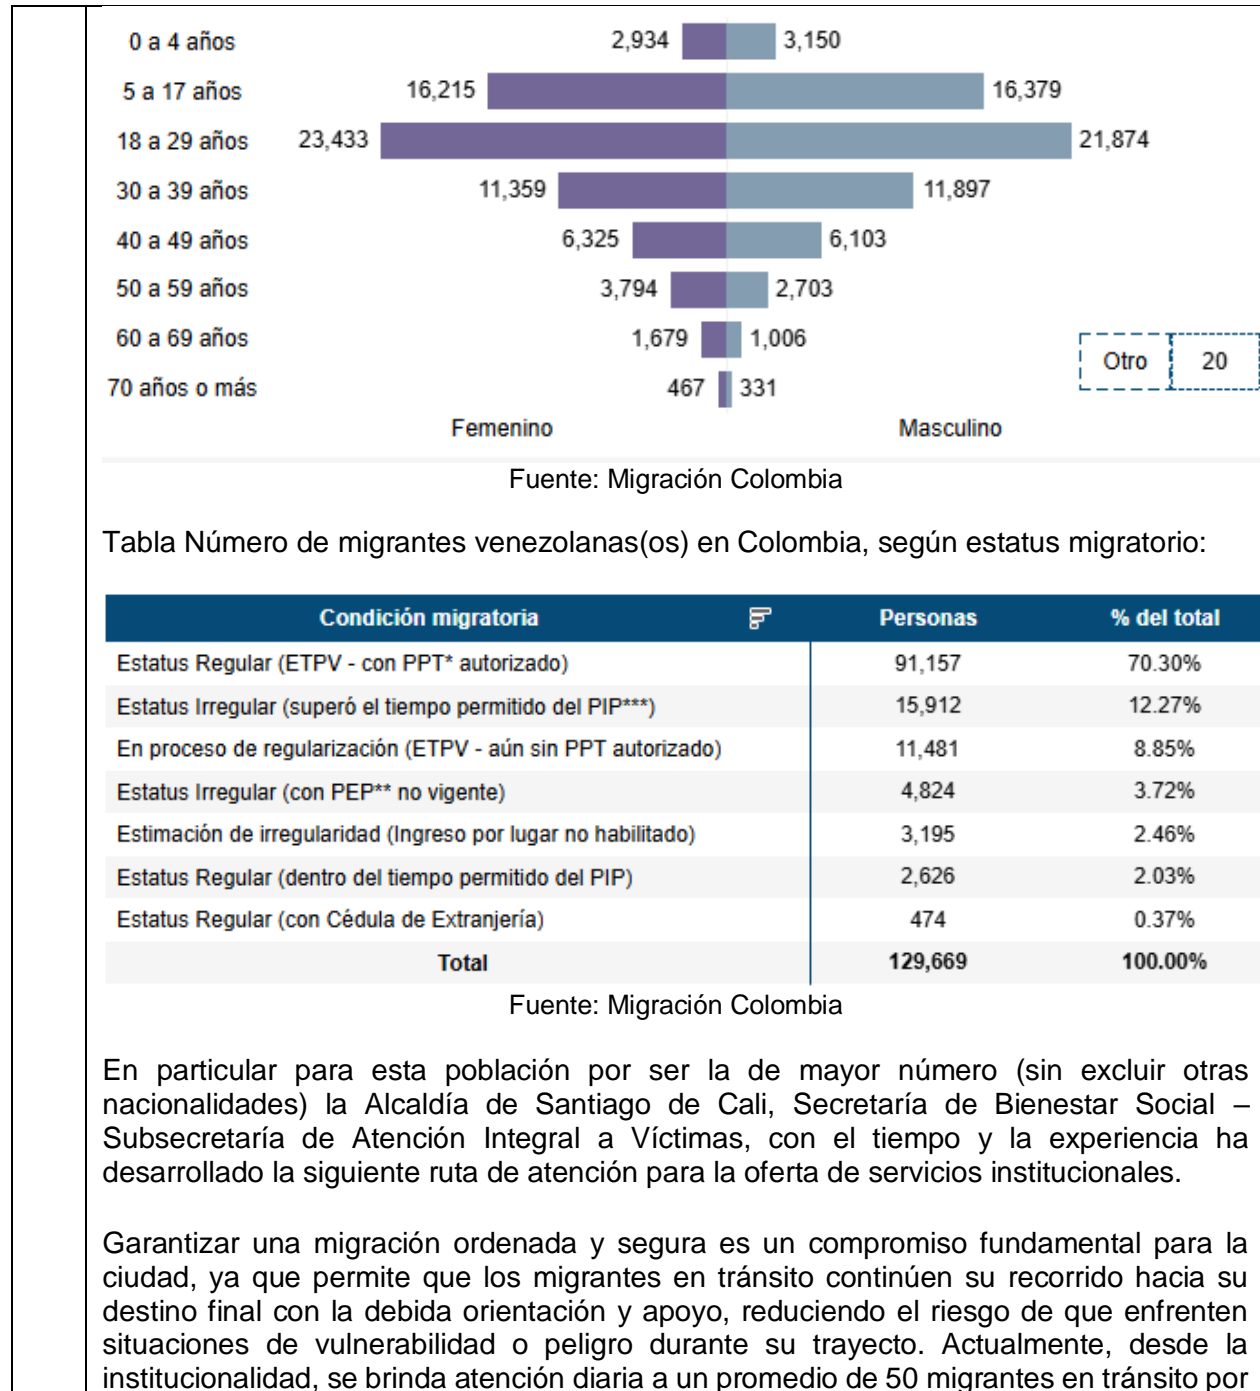 0 a 4 años 2,934 3,150
5 a 17 años 16,215 16,379
18 a 29 años 23,433 21,874
30 a 39 años 11,359 11,897
40 a 49 años 6,325 6,103
50 a 59 años 3,794 2,703
60 a 69 años 1,679 1,006
Otro 20
70 años o más 467 331
Femenino Masculino
Fuente: Migración Colombia
Tabla Número de migrantes venezolanas(os) en Colombia, según estatus migratorio:
Condición migratoria Personas % del total
Estatus Regular (ETPV - con PPT* autorizado) 91,157 70.30%
Estatus Irregular (superó el tiempo permitido del PIP***) 15,912 12.27%
En proceso de regularización (ETPV - aún sin PPT autorizado) 11,481 8.85%
Estatus Irregular (con PEP** no vigente) 4,824 3.72%
Estimación de irregularidad (Ingreso por lugar no habilitado) 3,195 2.46%
Estatus Regular (dentro del tiempo permitido del PIP) 2,626 2.03%
Estatus Regular (con Cédula de Extranjería) 474 0.37%
Total 129,669 100.00%
Fuente: Migración Colombia
En particular para esta población por ser la de mayor número (sin excluir otras
nacionalidades) la Alcaldía de Santiago de Cali, Secretaría de Bienestar Social –
Subsecretaría de Atención Integral a Víctimas, con el tiempo y la experiencia ha
desarrollado la siguiente ruta de atención para la oferta de servicios institucionales.
Garantizar una migración ordenada y segura es un compromiso fundamental para la
ciudad, ya que permite que los migrantes en tránsito continúen su recorrido hacia su
destino final con la debida orientación y apoyo, reduciendo el riesgo de que enfrenten
situaciones de vulnerabilidad o peligro durante su trayecto. Actualmente, desde la
institucionalidad, se brinda atención diaria a un promedio de 50 migrantes en tránsito por